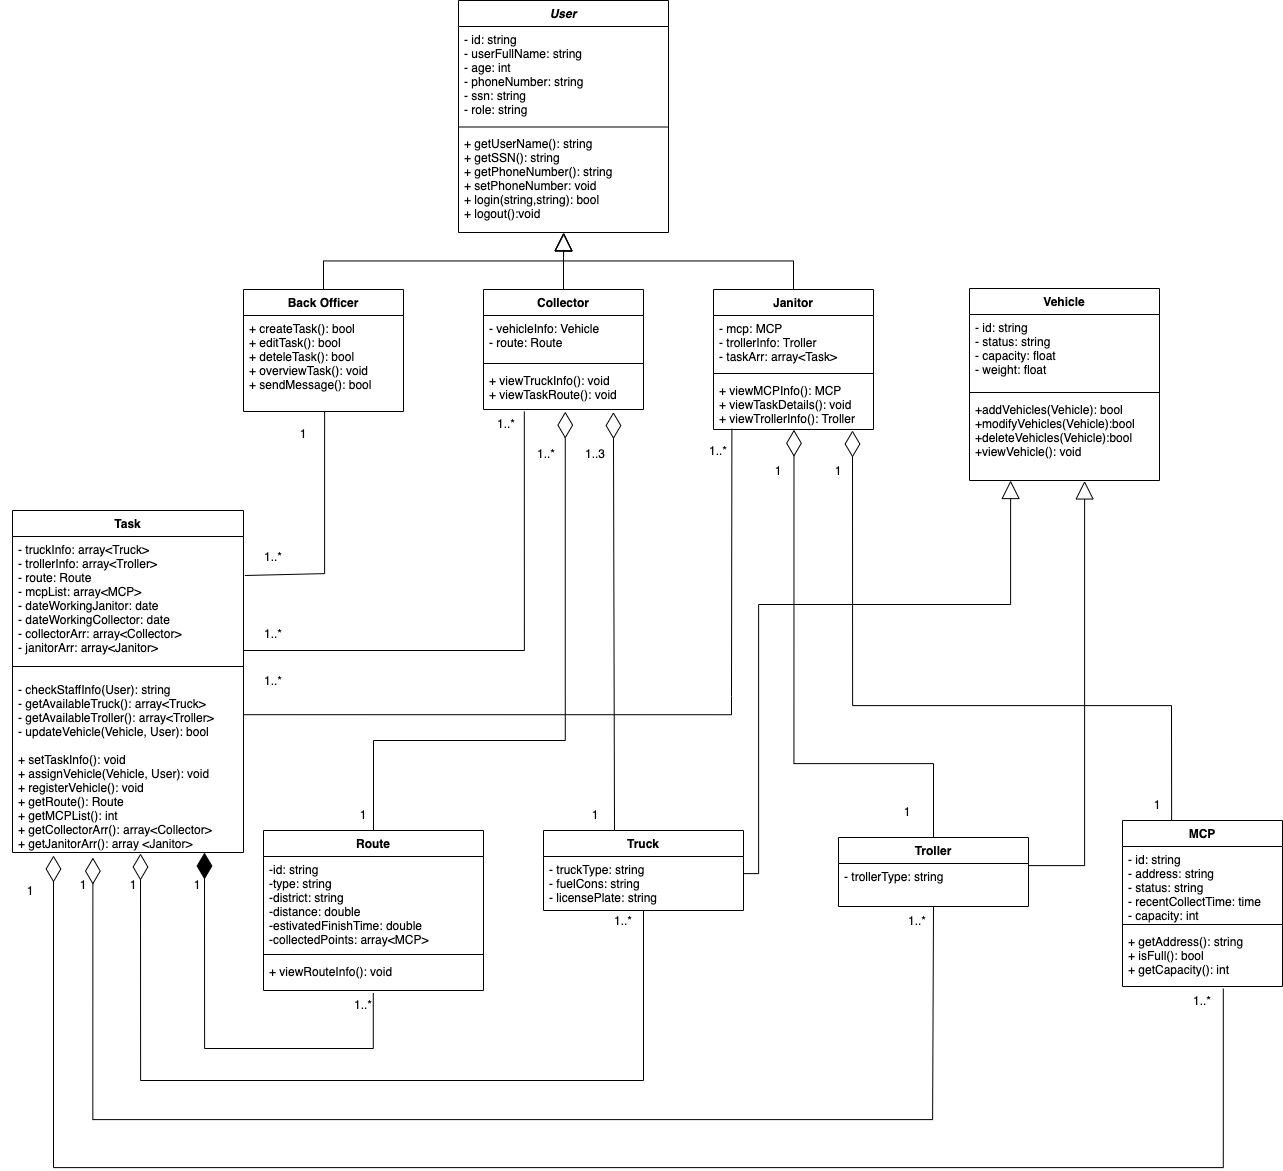 User
- id: string
- userFullName: string
- age: int
- phoneNumber: string
- ssn: string
- role: string
+ getUserName(): string
+ getSSN(): string
+ getPhoneNumber(): string
+ setPhoneNumber: void
+ login(string,string): bool
+ logout():void
Back Officer
+ createTask(): bool
+ editTask(): bool
+ deteleTask(): bool
+ overviewTask(): void
+ sendMessage(): bool
1
1..*
Collector
- vehicleInfo: Vehicle
- route: Route
+ viewTruckInfo(): void
+ viewTaskRoute(): void
1..*
1..*
1..3
Janitor
- mcp: MCP
- trollerInfo: Troller
- taskArr: array<Task>
+ viewMCPInfo(): MCP
+ viewTaskDetails(): void
+ viewTrollerInfo(): Troller
1..*
1
1
Vehicle
- id: string
- status: string
- capacity: float
- weight: float
+addVehicles(Vehicle): bool
+modifyVehicles(Vehicle):bool
+deleteVehicles(Vehicle):bool
+viewVehicle(): void
Task
- truckInfo: array<Truck>
- trollerInfo: array<Troller>
- route: Route
- mcpList: array<MCP>
- dateWorkingJanitor: date
- dateWorkingCollector: date
- collectorArr: array<Collector>
- janitorArr: array<Janitor>
- checkStaffInfo(User): string
- getAvailableTruck(): array<Truck>
- getAvailableTroller(): array<Troller>
- updateVehicle(Vehicle, User): bool
+ setTaskInfo(): void
+ assignVehicle(Vehicle, User): void
+ registerVehicle(): void
+ getRoute(): Route
+ getMCPList(): int
+ getCollectorArr(): array<Collector>
+ getJanitorArr(): array <Janitor>
1..*
1..*
1
1
1
1
1
Route
-id: string
-type: string
-district: string
-distance: double
-estivatedFinishTime: double
-collectedPoints: array<MCP>
+ viewRouteInfo(): void
1..*
1
Truck
- truckType: string
- fuelCons: string
- licensePlate: string
1..*
1
Troller
- trollerType: string
1..*
1
MCP
- id: string
- address: string
- status: string
- recentCollectTime: time
- capacity: int
+ getAddress(): string
+ isFull(): bool
+ getCapacity(): int
1..*